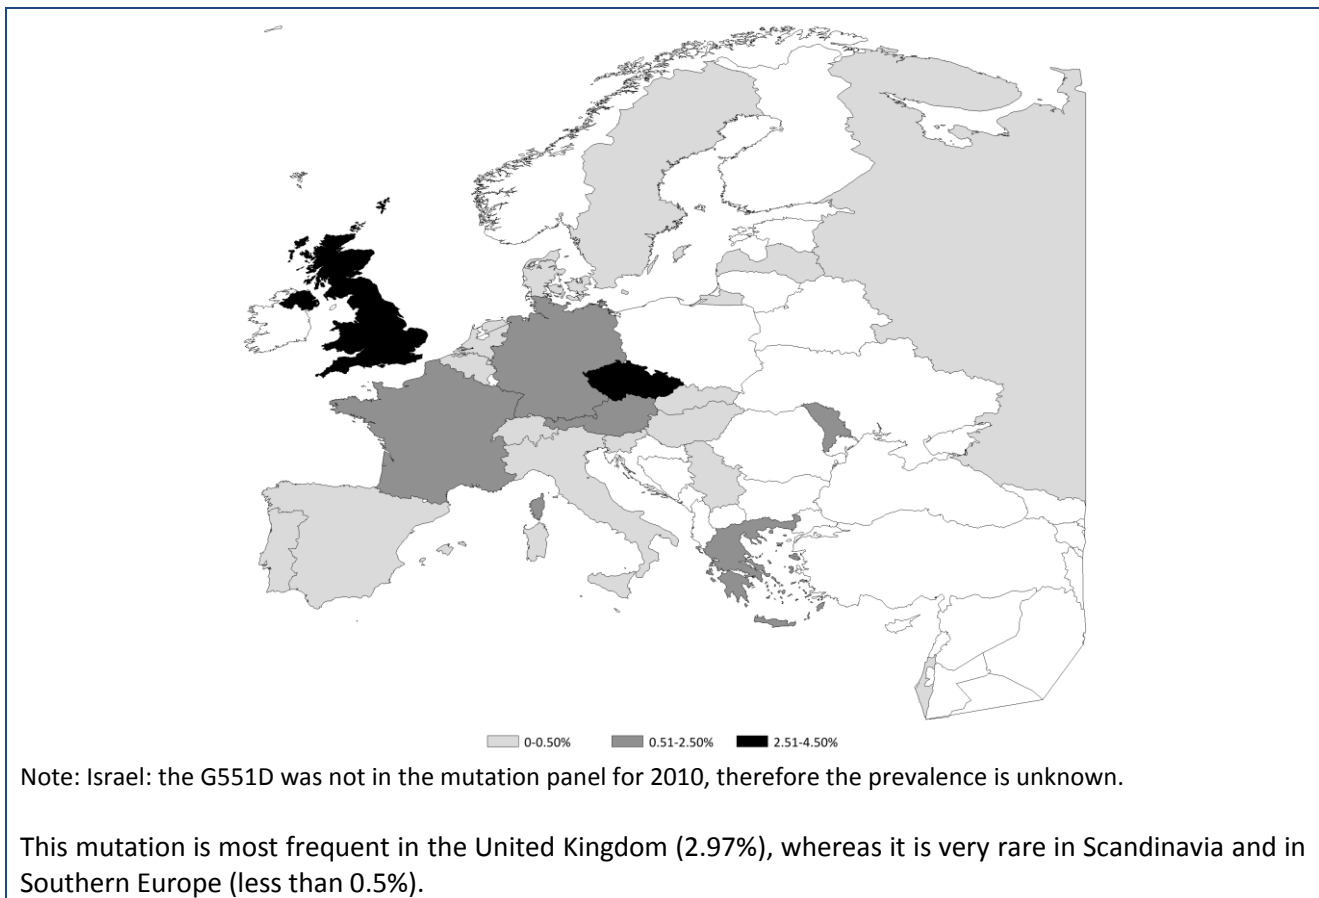 0-0.50% 0.51-2.50% 2.51-4.50%
Note: Israel: the G551D was not in the mutation panel for 2010, therefore the prevalence is unknown.
This mutation is most frequent in the United Kingdom (2.97%), whereas it is very rare in Scandinavia and in
Southern Europe (less than 0.5%).